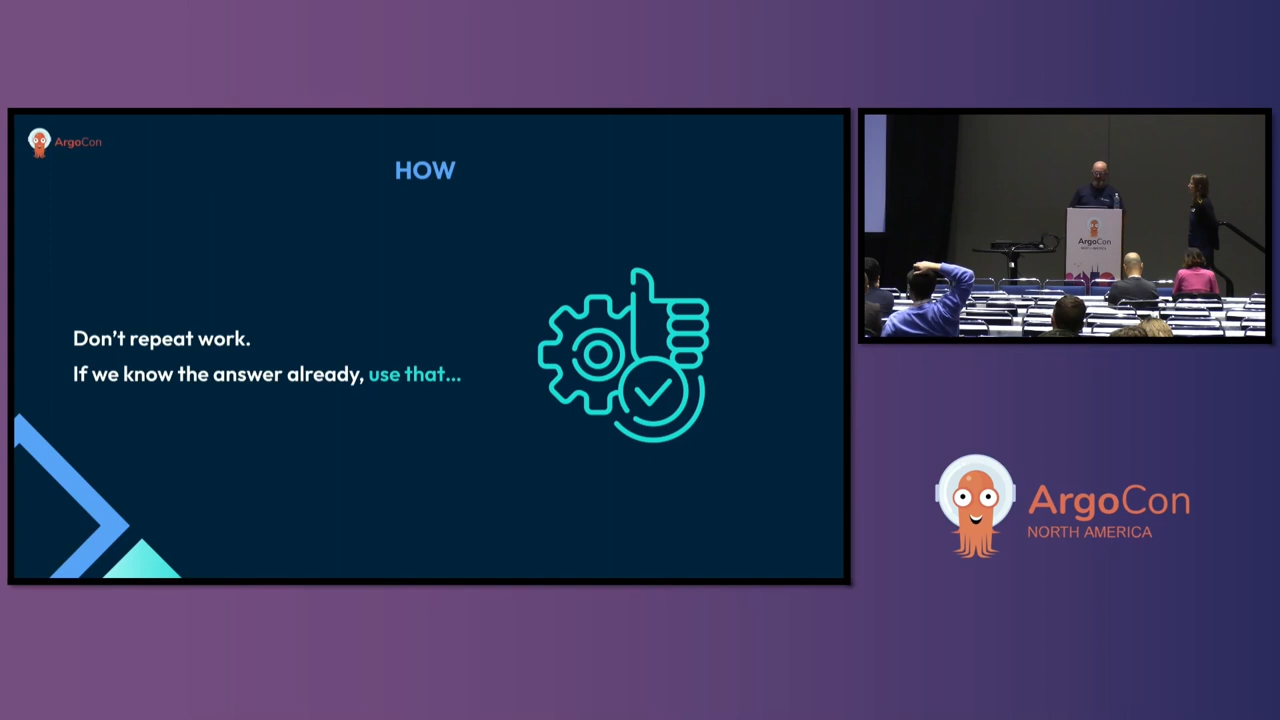 ArgoCon
HOW
Don't repeat work.
If we know the answer already, use that...
ArgoCon
NORTH AMERICA
ArgoCon
NORTH AMERICA